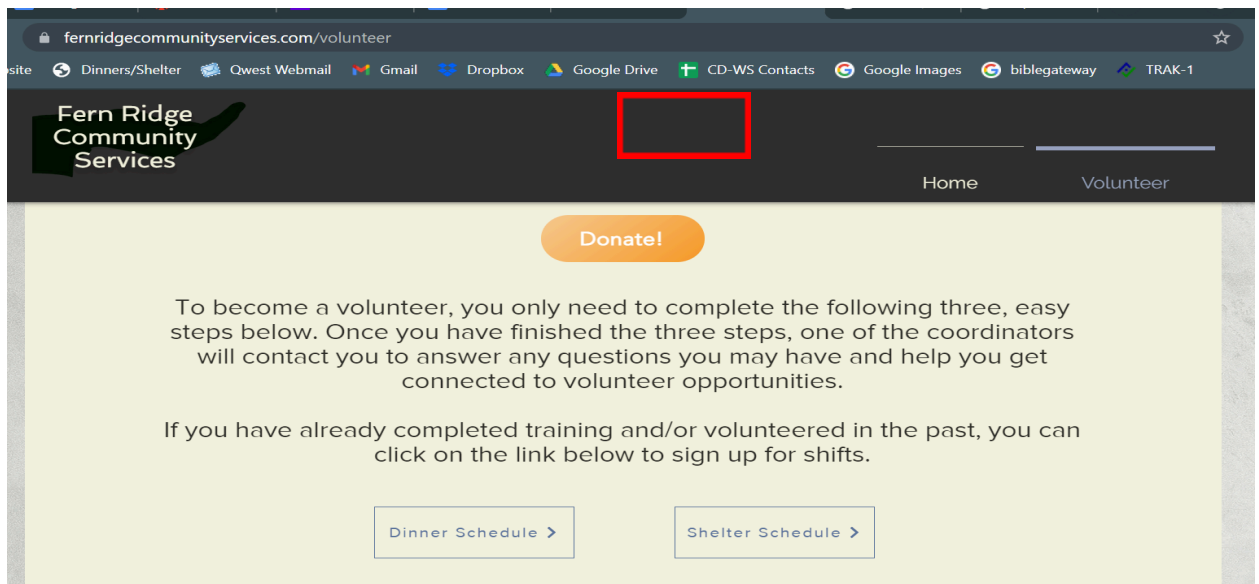 fernridgecommunityservices.com/volunteer
site Dinners/Shelter Qwest Webmail Gmail Dropbox Google Drive CD-WS Contacts Google Images biblegateway TRAK-1
Fern Ridge
Community
Services
Home Volunteer
Donate!
To become a volunteer, you only need to complete the following three, easy
steps below. Once you have finished the three steps, one of the coordinators
will contact you to answer any questions you may have and help you get
connected to volunteer opportunities.
If you have already completed training and/or volunteered in the past, you can
click on the link below to sign up for shifts.
Dinner Schedule > Shelter Schedule >